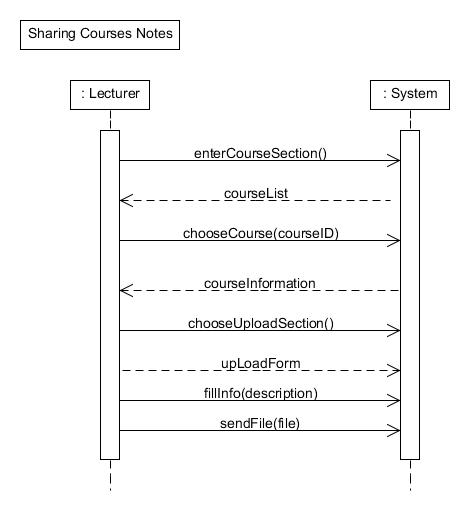 Sharing Courses Notes
: Lecturer
: System
enterCourseSection()
courseList
chooseCourse(courseID)
courseInformation
chooseUploadSection()
upLoadForm
fillInfo(description)
sendFile(file)